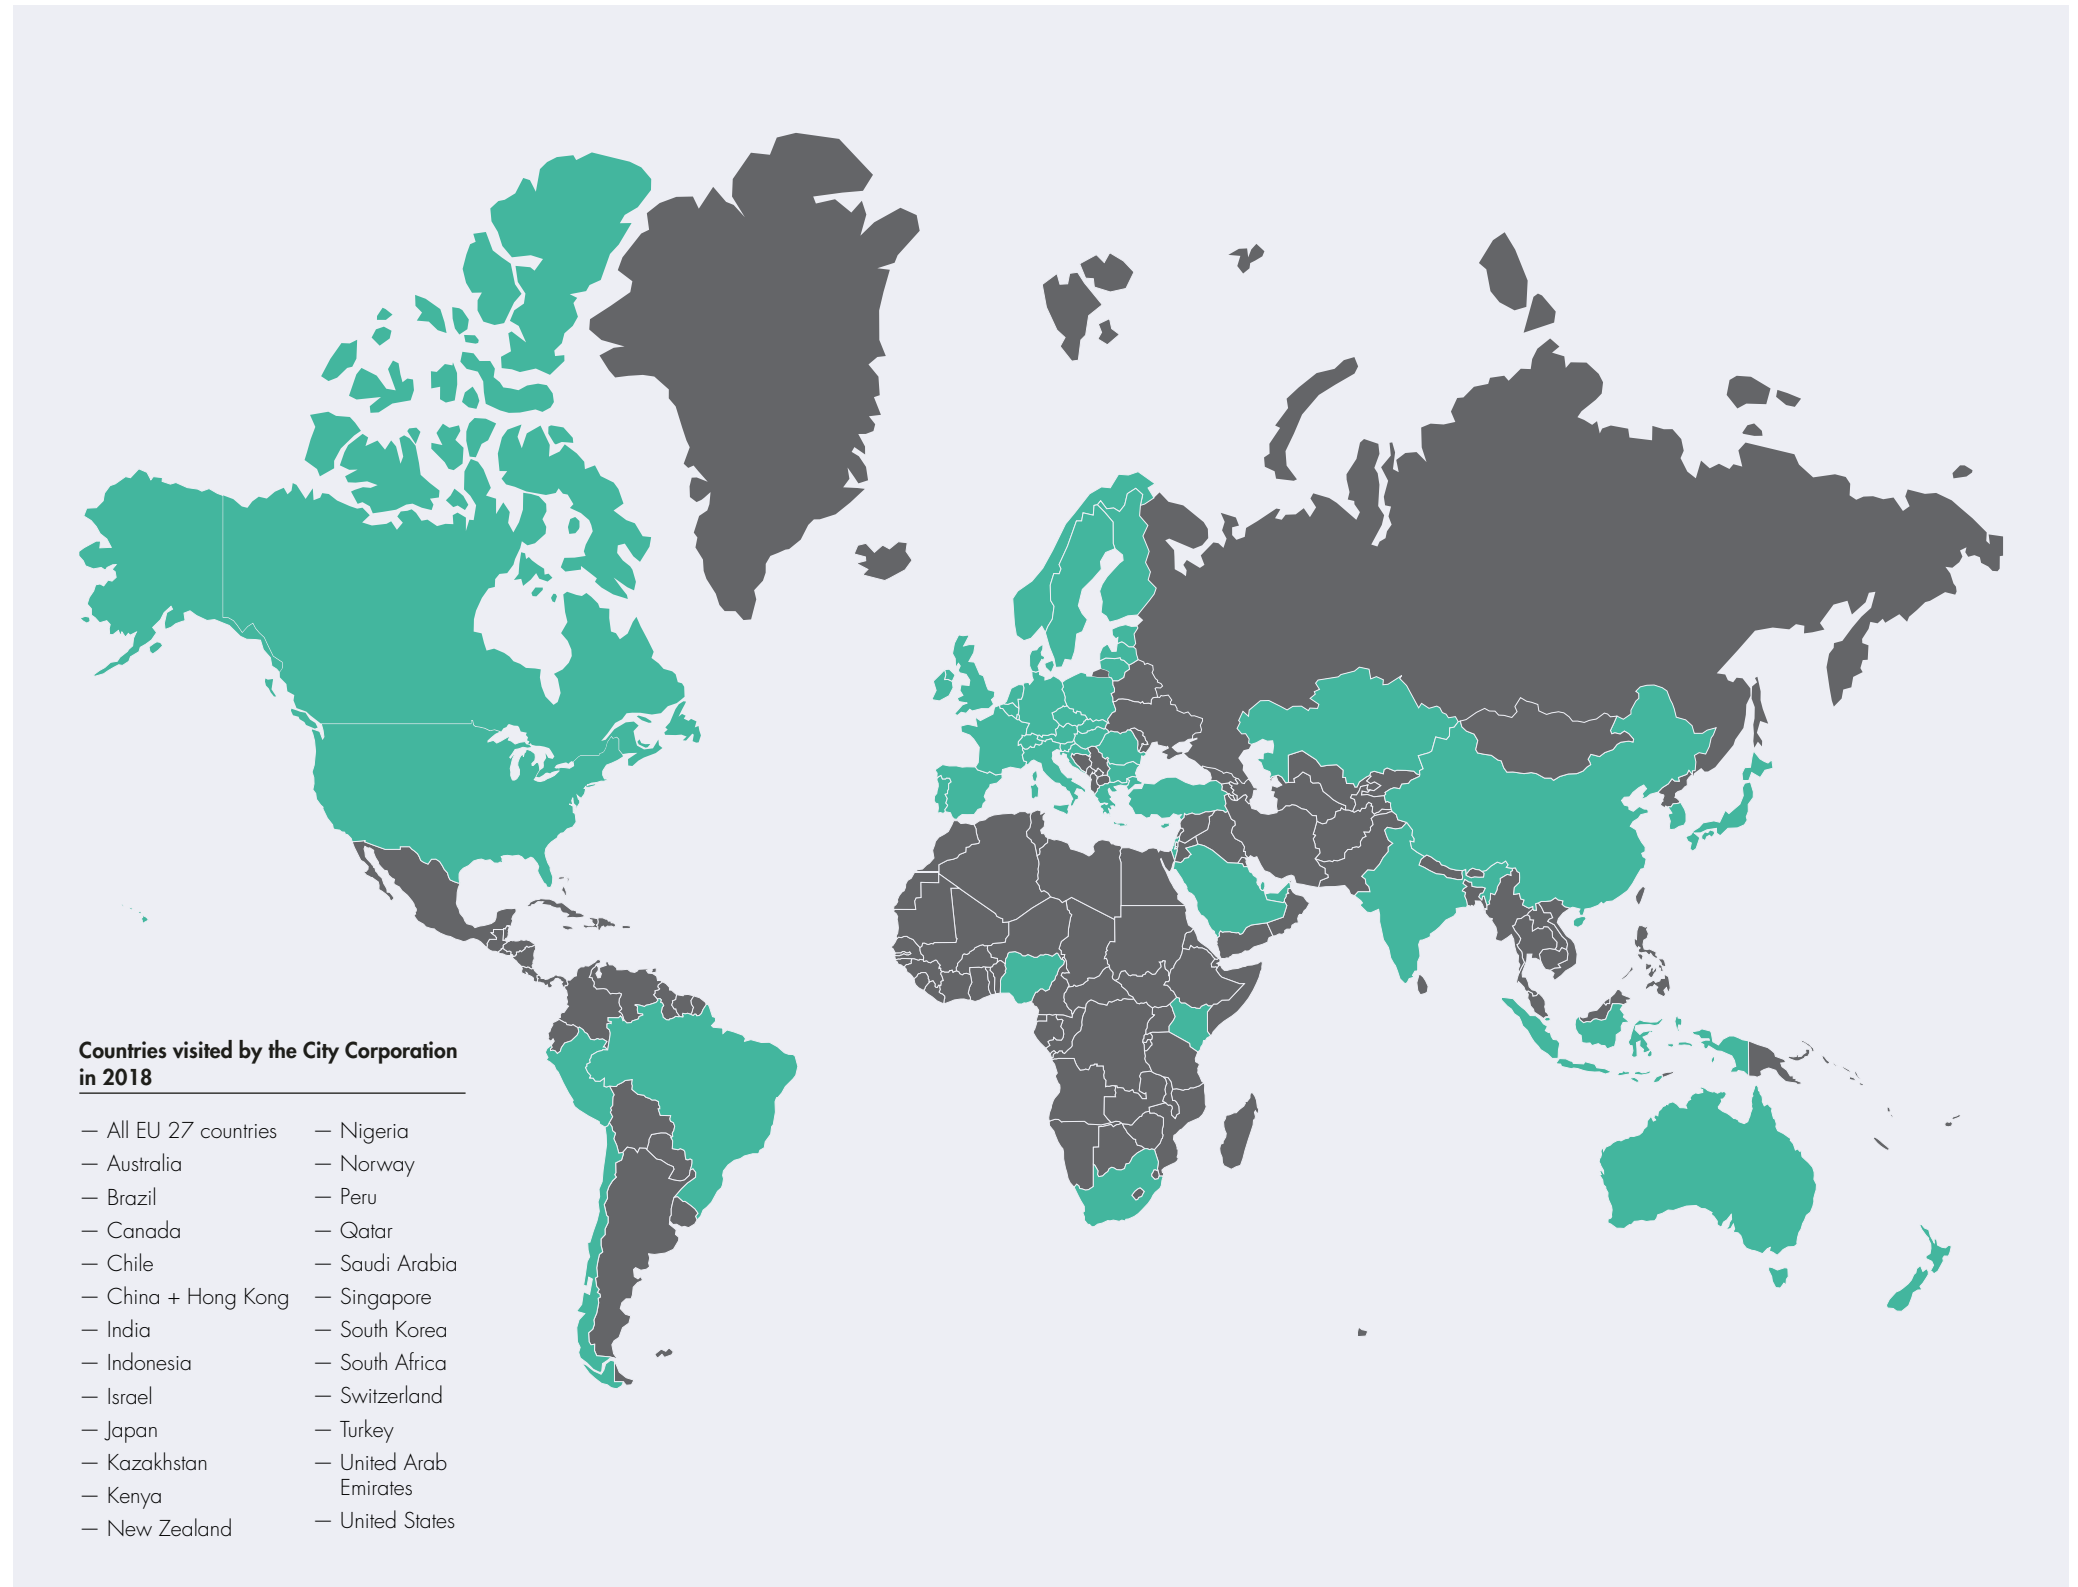 Countries visited by the City Corporation
in 2018
— All EU 27 countries
— Australia
— Brazil
— Canada
— Chile
— China + Hong Kong
— India
— Indonesia
— Israel
— Japan
— Kazakhstan
— Kenya
— New Zealand
— Nigeria
— Norway
— Peru
— Qatar
— Saudi Arabia
— Singapore
— South Korea
— South Africa
— Switzerland
— Turkey
— United Arab
Emirates
— United States